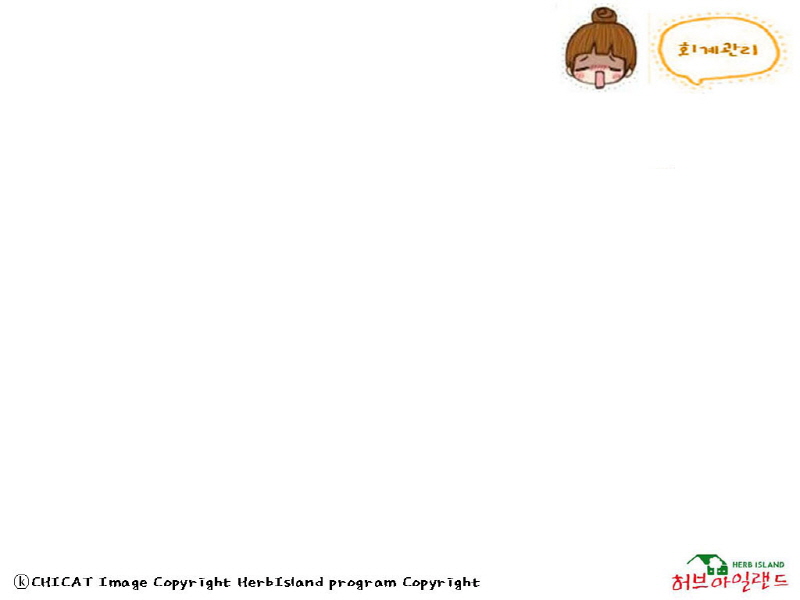 회계관리
HERB ISLAND
허브아일랜드
ⓚCHICAT Image Copyright HerbIsland program Copyright